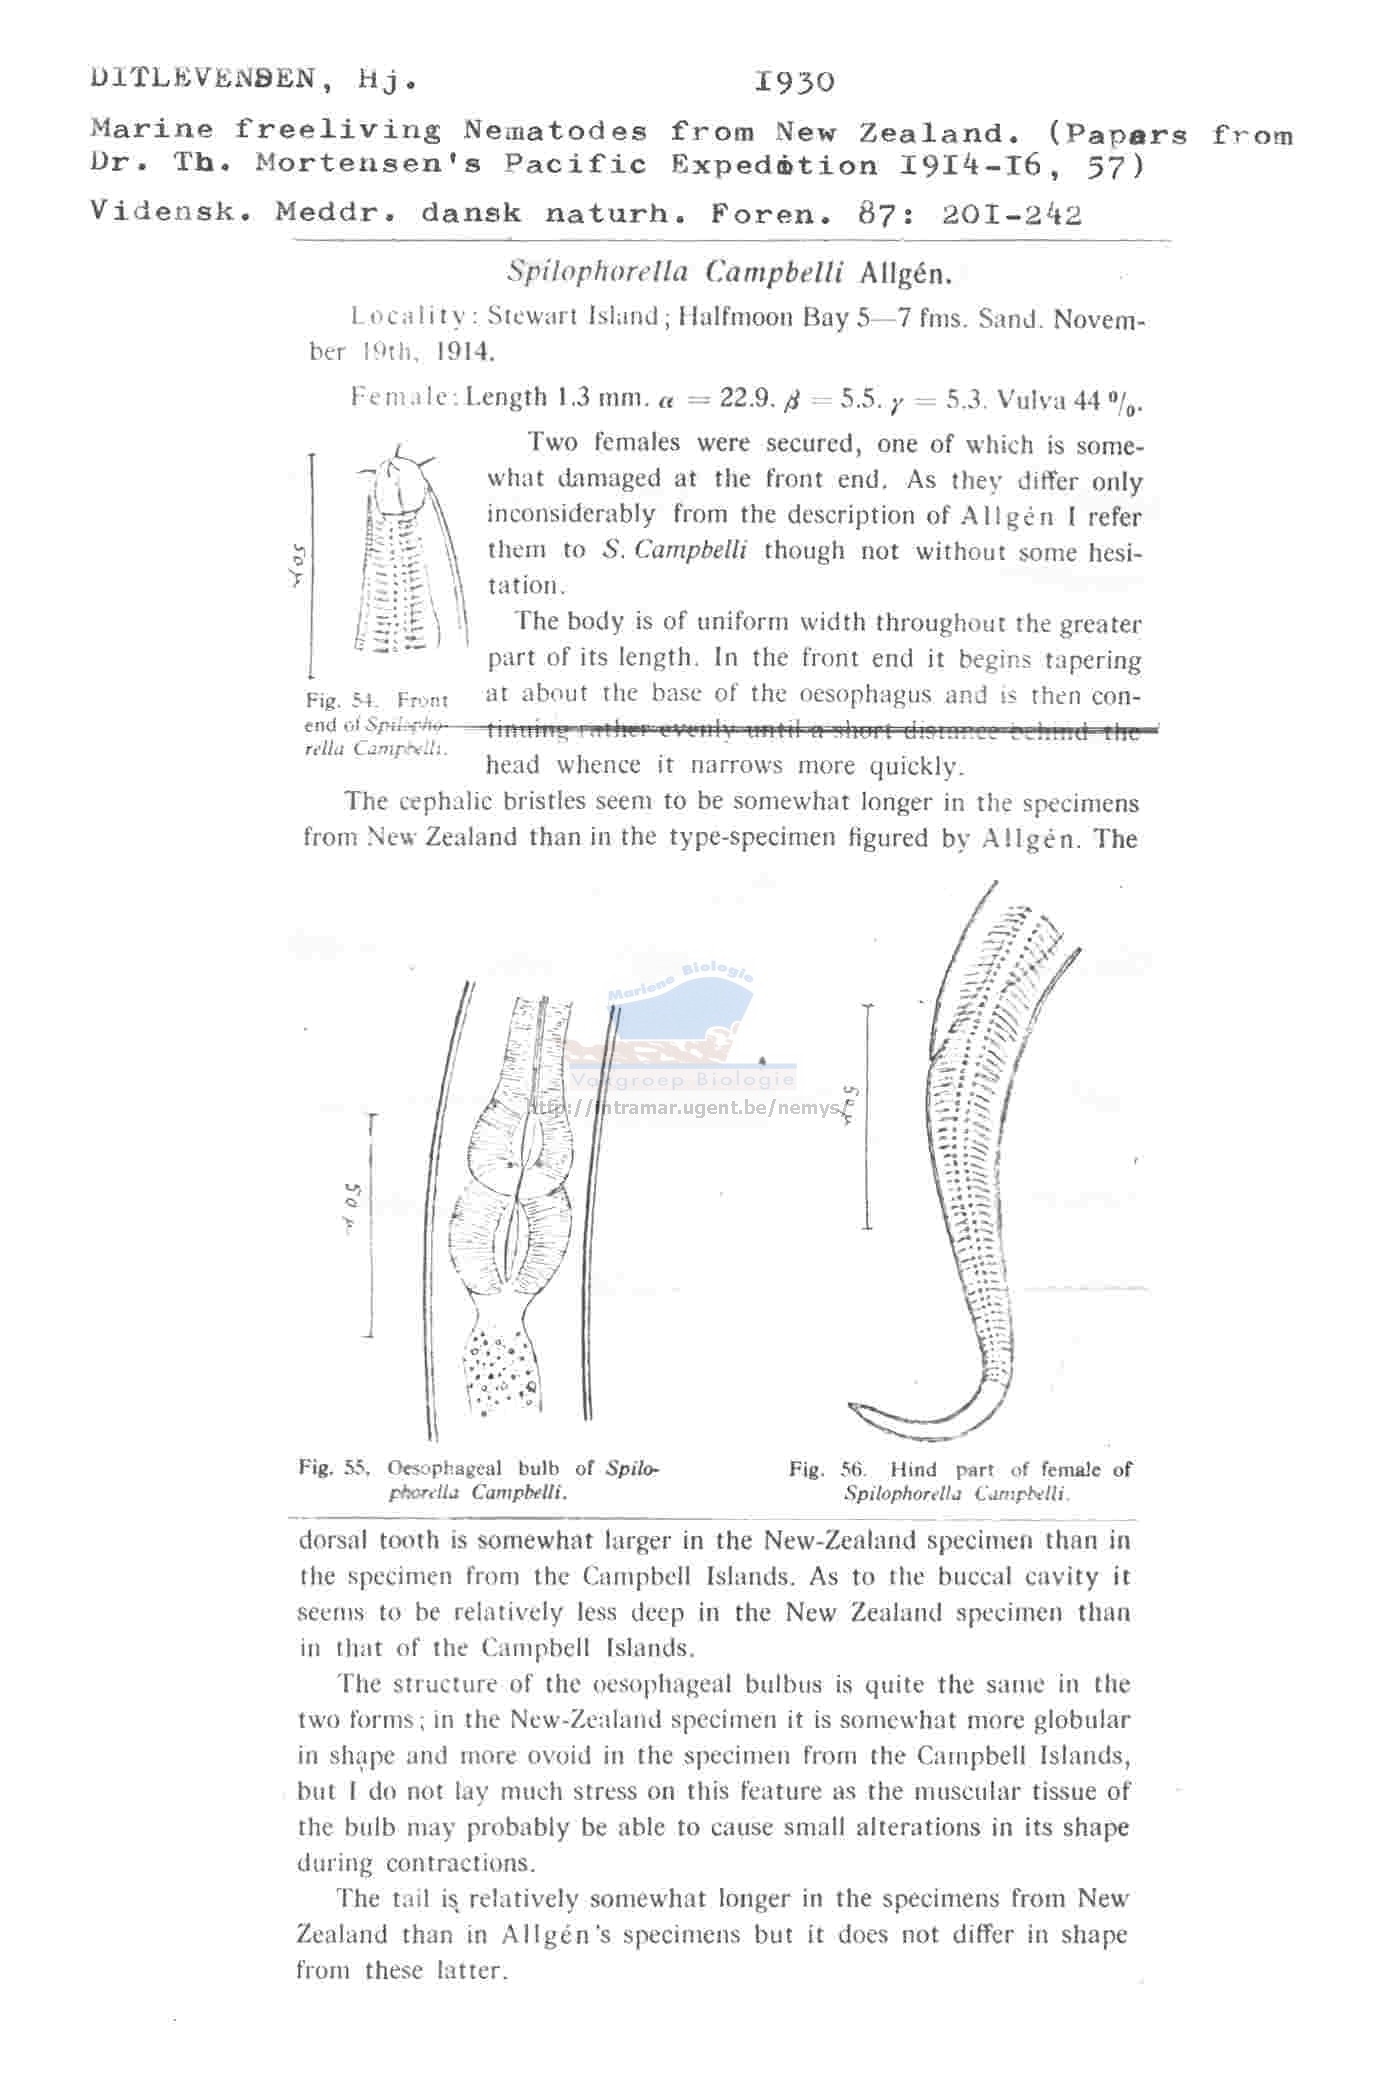 DITLEVENSEN, Hj. 1930
Marine freeliving Nematodes from New Zealand. (Papers from
Dr. Th. Mortensen's Pacific Expedition I9I4-I6, 57)
Vidensk. Meddr. dansk naturh. Foren. 87: 20I-242
Spilophorella Campbelli Allgén.
Locality: Stewart Island; Halfmoon Bay 5—7 fms. Sand. Novem-
ber 19th, 1914.
Female: Length 1.3 mm. α = 22.9. β = 5.5. γ = 5.3. Vulva 44 %.
Two females were secured, one of which is some-
what damaged at the front end. As they differ only
inconsiderably from the description of Allgén I refer
them to S. Campbelli though not without some hesi-
tation.
The body is of uniform width throughout the greater
part of its length. In the front end it begins tapering
at about the base of the oesophagus and is then con-
tinuing rather evenly until a short distance behind the
head whence it narrows more quickly.
50 μ
Fig. 54. Front
end of Spilopho-
rella Campbelli.
The cephalic bristles seem to be somewhat longer in the specimens
from New Zealand than in the type-specimen figured by Allgén. The
Mariene Biologie
Vakgroep Biologie
http://intramar.ugent.be/nemys/
50 μ
50 μ
Fig. 55. Oesophageal bulb of Spilo-
phorella Campbelli.
Fig. 56. Hind part of female of
Spilophorella Campbelli.
dorsal tooth is somewhat larger in the New-Zealand specimen than in
the specimen from the Campbell Islands. As to the buccal cavity it
seems to be relatively less deep in the New Zealand specimen than
in that of the Campbell Islands.
The structure of the oesophageal bulbus is quite the same in the
two forms; in the New-Zealand specimen it is somewhat more globular
in shape and more ovoid in the specimen from the Campbell Islands,
but I do not lay much stress on this feature as the muscular tissue of
the bulb may probably be able to cause small alterations in its shape
during contractions.
The tail is relatively somewhat longer in the specimens from New
Zealand than in Allgén's specimens but it does not differ in shape
from these latter.